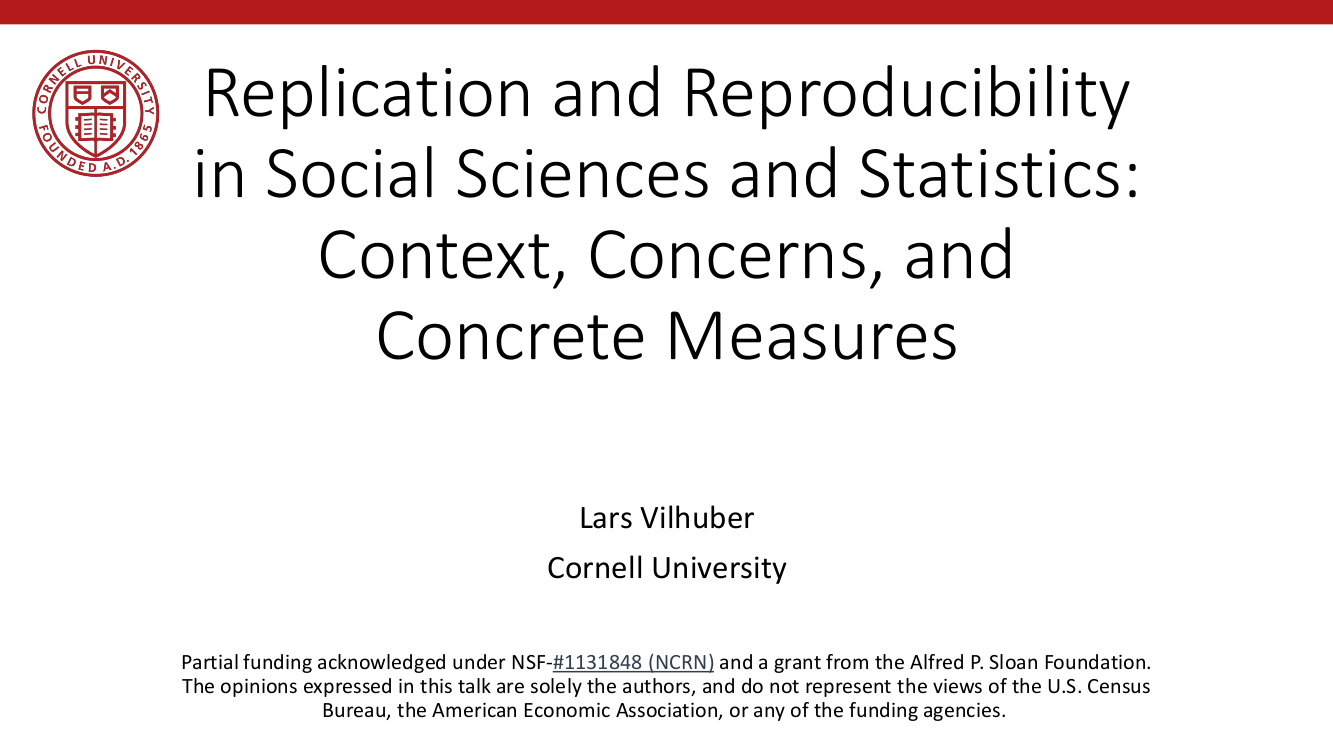 CORNELL UNIVERSITY
FOUNDED A.D. 1865
Replication and Reproducibility
in Social Sciences and Statistics:
Context, Concerns, and
Concrete Measures
Lars Vilhuber
Cornell University
Partial funding acknowledged under NSF-#1131848 (NCRN) and a grant from the Alfred P. Sloan Foundation.
The opinions expressed in this talk are solely the authors, and do not represent the views of the U.S. Census
Bureau, the American Economic Association, or any of the funding agencies.